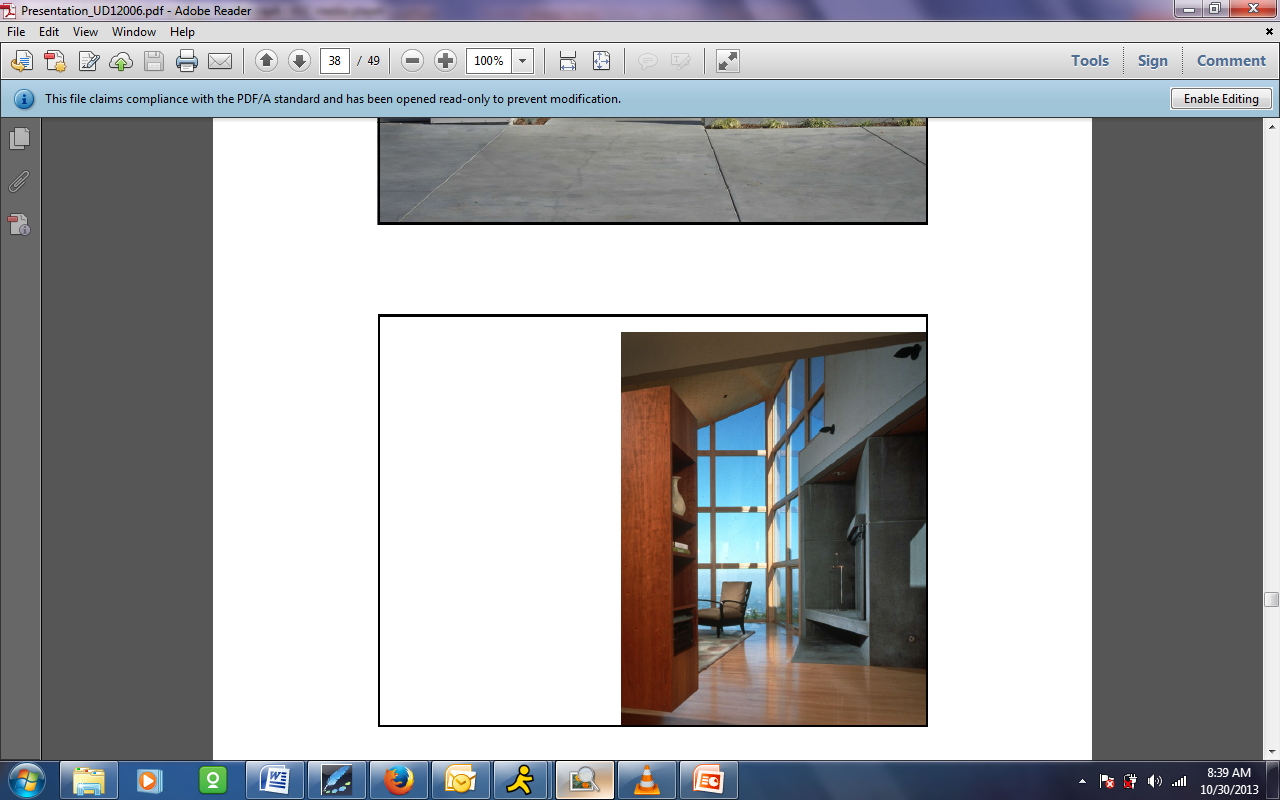 Presentation_UD12006.pdf - Adobe Reader
File Edit View Window Help
38 / 49 100% Tools Sign Comment
This file claims compliance with the PDF/A standard and has been opened read-only to prevent modification. Enable Editing
8:39 AM
10/30/2013